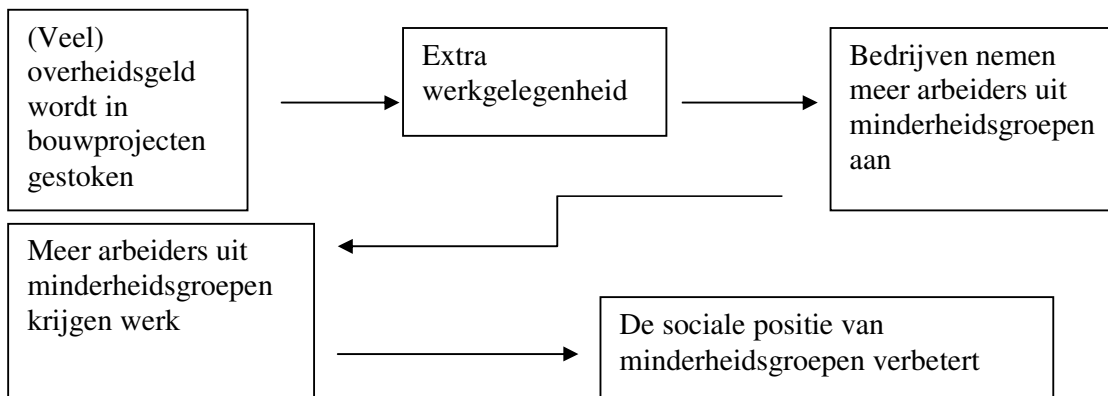 (Veel)
overheidsgeld
wordt in
bouwprojecten
gestoken
Extra
werkgelegenheid
Bedrijven nemen
meer arbeiders uit
minderheidsgroepen
aan
Meer arbeiders uit
minderheidsgroepen
krijgen werk
De sociale positie van
minderheidsgroepen verbetert